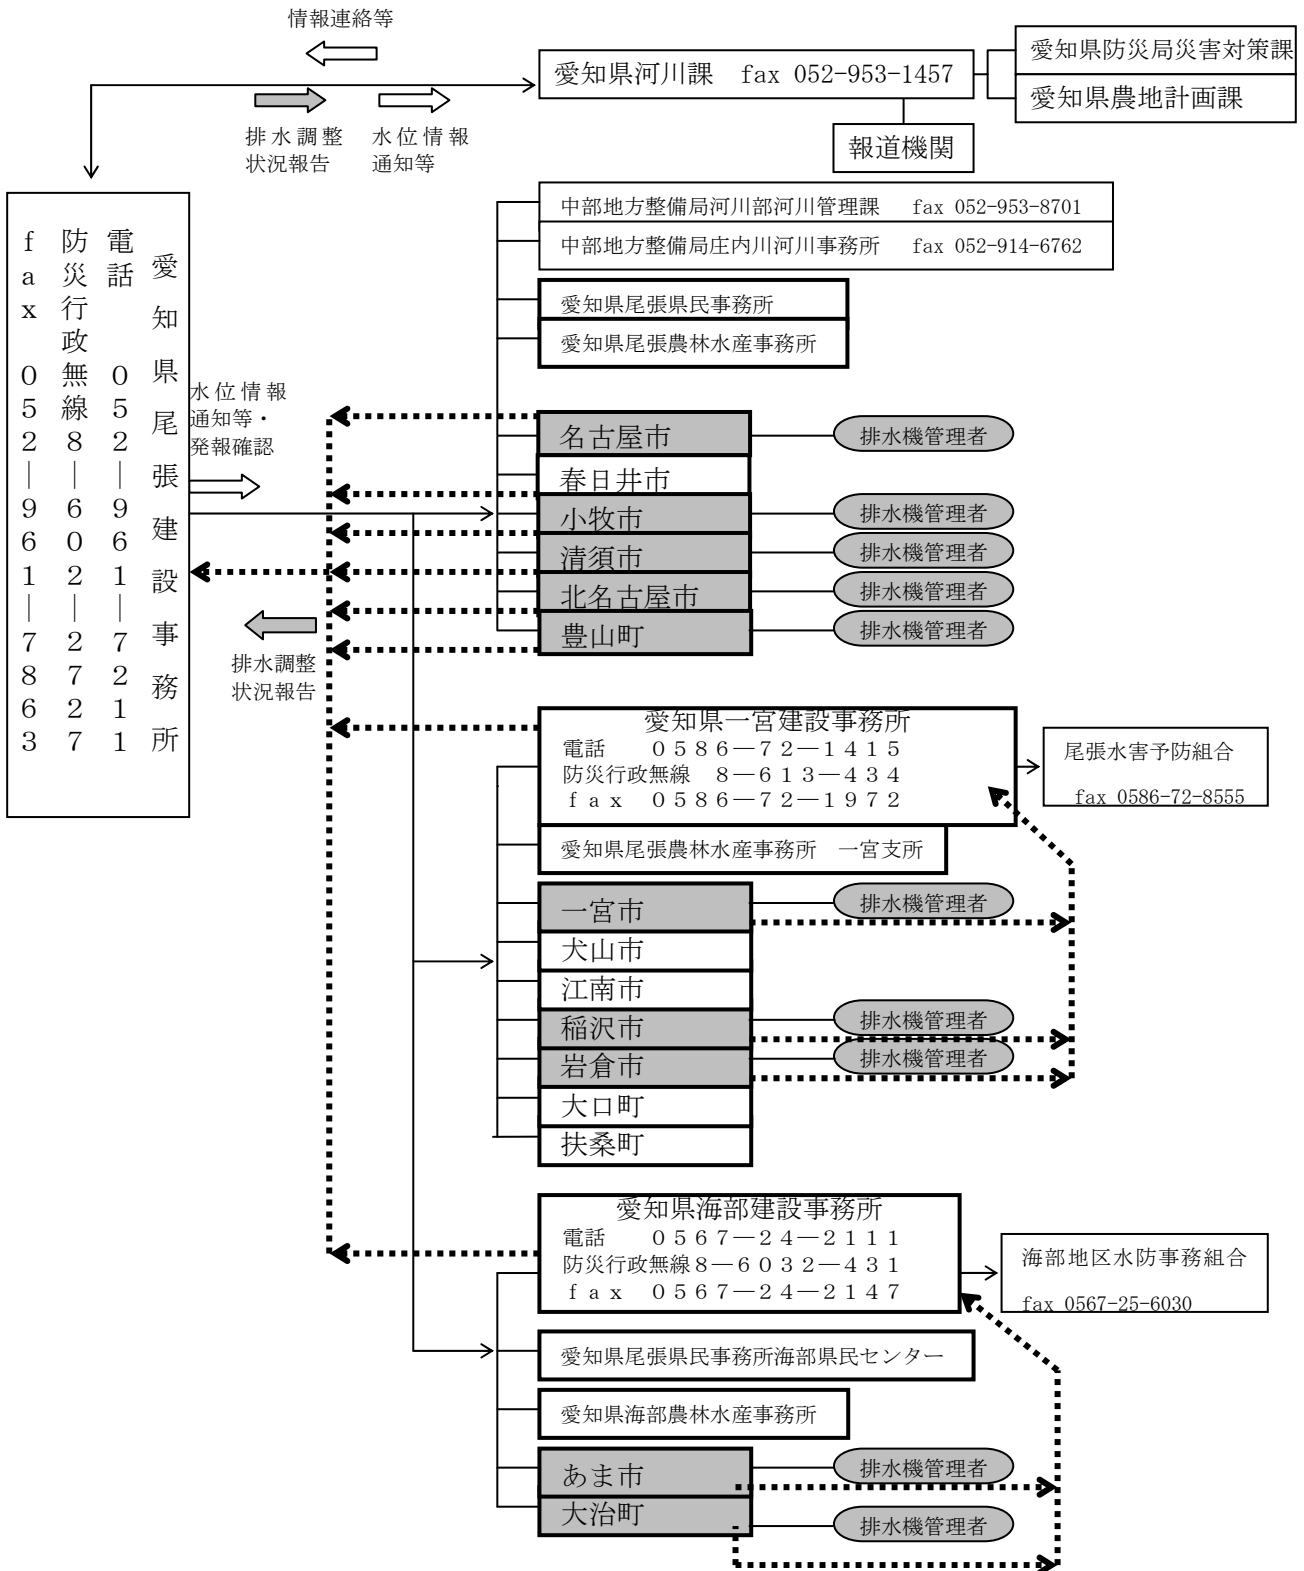 情報連絡等
愛知県河川課　fax 052-953-1457
愛知県防災局災害対策課
愛知県農地計画課
報道機関
排水調整
状況報告
水位情報
通知等
愛知県尾張建設事務所
電話　０５２―９６１―７２１１
防災行政無線８―６０２―２７２７
ｆａｘ　０５２―９６１―７８６３
水位情報
通知等・
発報確認
排水調整
状況報告
中部地方整備局河川部河川管理課　fax 052-953-8701
中部地方整備局庄内川河川事務所　fax 052-914-6762
愛知県尾張県民事務所
愛知県尾張農林水産事務所
名古屋市　排水機管理者
春日井市
小牧市　排水機管理者
清須市　排水機管理者
北名古屋市　排水機管理者
豊山町　排水機管理者
愛知県一宮建設事務所
電話　０５８６―７２―１４１５
防災行政無線 ８―６１３―４３４
ｆａｘ　０５８６―７２―１９７２
尾張水害予防組合
fax 0586-72-8555
愛知県尾張農林水産事務所　一宮支所
一宮市　排水機管理者
犬山市
江南市
稲沢市　排水機管理者
岩倉市　排水機管理者
大口町
扶桑町
愛知県海部建設事務所
電話　０５６７―２４―２１１１
防災行政無線８―６０３２―４３１
ｆａｘ　０５６７―２４―２１４７
海部地区水防事務組合
fax 0567-25-6030
愛知県尾張県民事務所海部県民センター
愛知県海部農林水産事務所
あま市　排水機管理者
大治町　排水機管理者